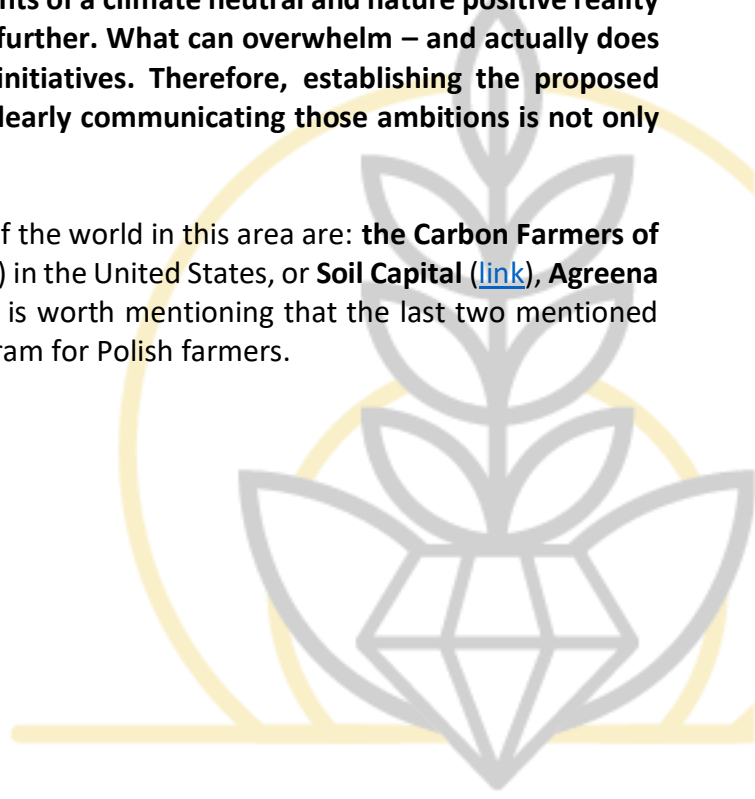 nts of a climate neutral and nature positive reality
further. What can overwhelm – and actually does
initiatives. Therefore, establishing the proposed
learly communicating those ambitions is not only
f the world in this area are: the Carbon Farmers of
) in the United States, or Soil Capital (link), Agreena
is worth mentioning that the last two mentioned
ram for Polish farmers.